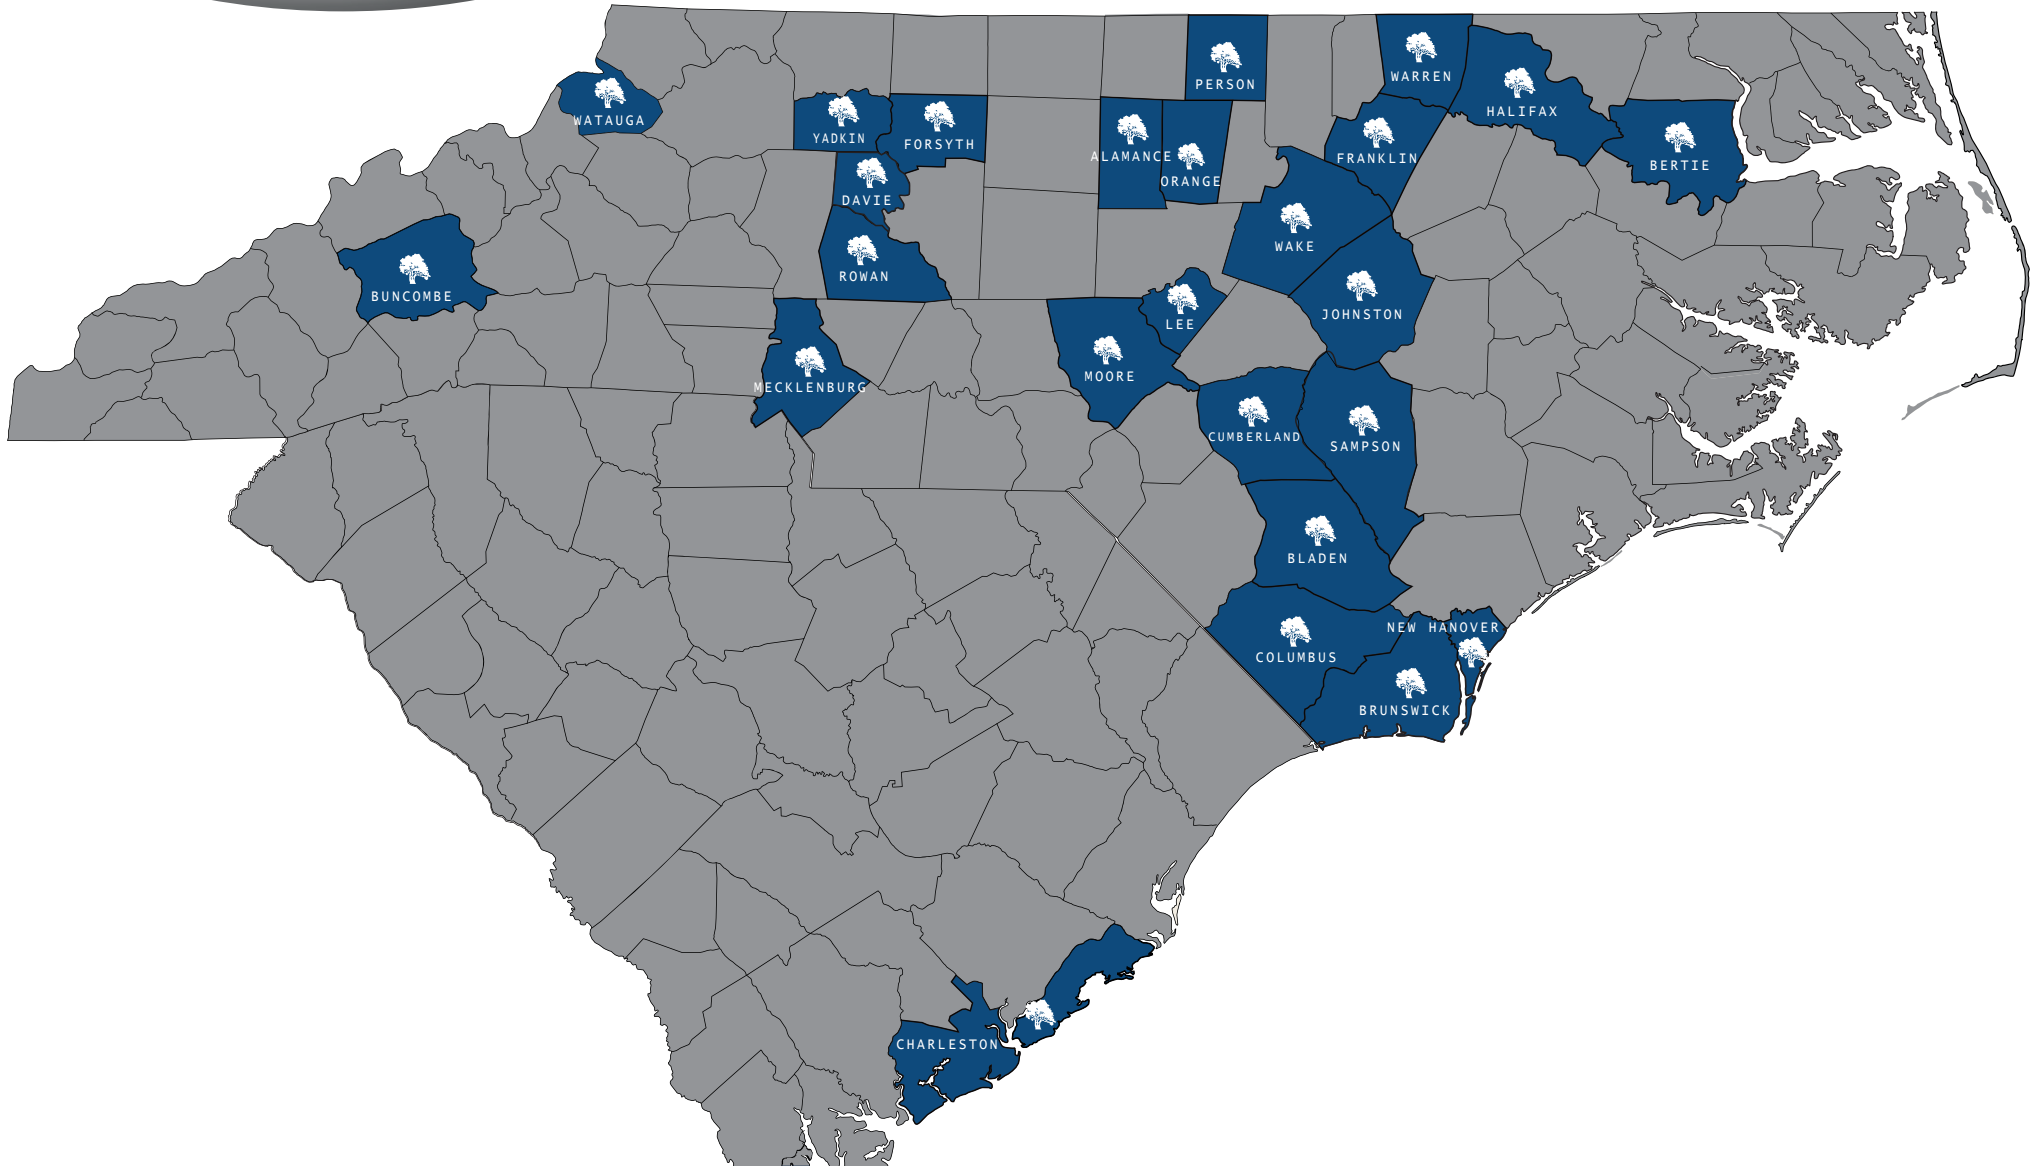 PERSON
WARREN
HALIFAX
WATAUGA
YADKIN
FORSYTH
ALAMANCE
FRANKLIN
BERTIE
ORANGE
DAVIE
WAKE
ROWAN
BUNCOMBE
LEE
JOHNSTON
MOORE
MECKLENBURG
CUMBERLAND
SAMPSON
BLADEN
NEW HANOVER
COLUMBUS
BRUNSWICK
CHARLESTON